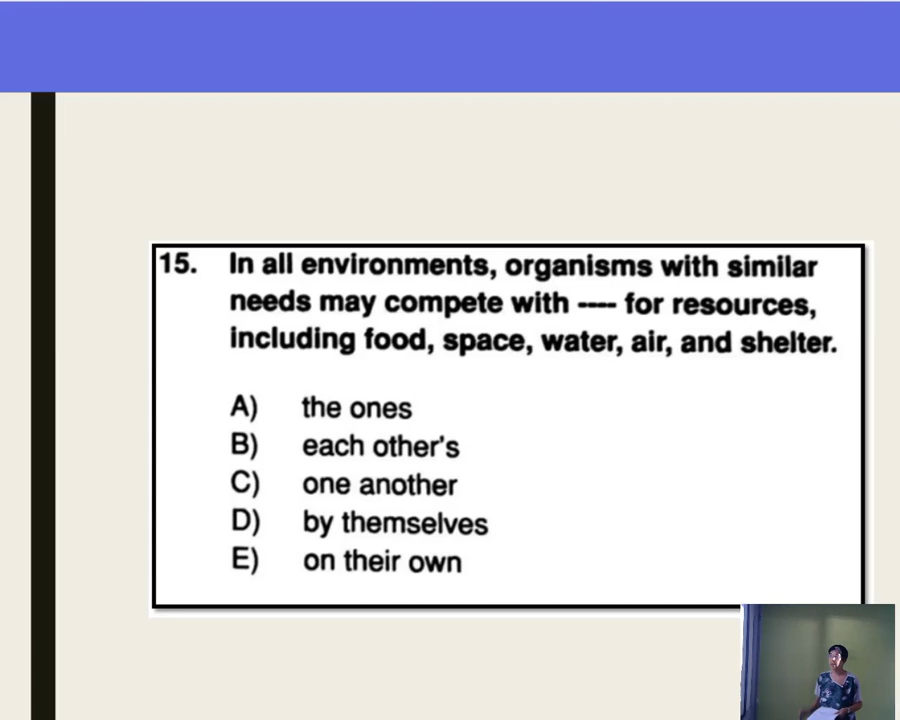 15. In all environments, organisms with similar
needs may compete with ---- for resources,
including food, space, water, air, and shelter.
A) the ones
B) each other's
C) one another
D) by themselves
E) on their own